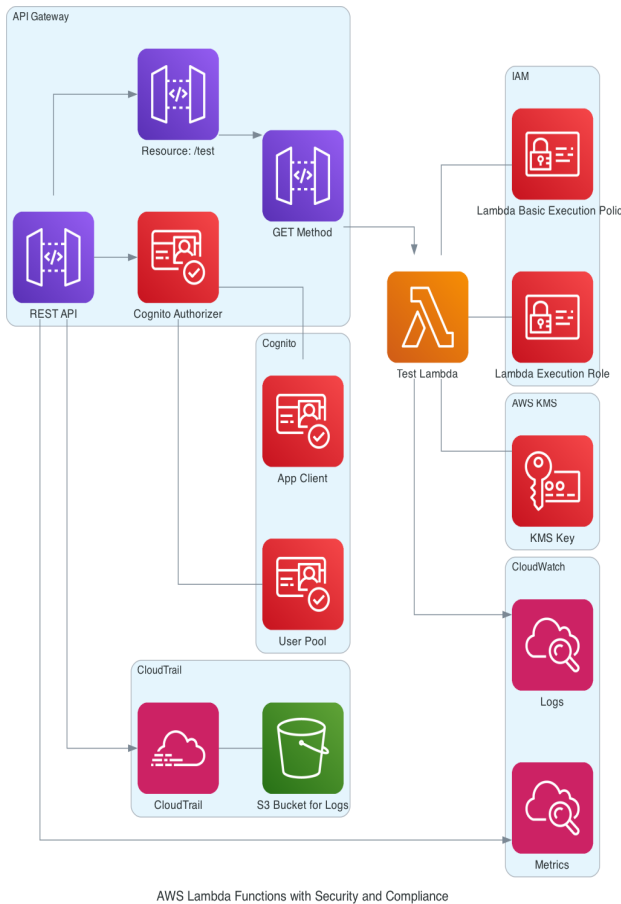 API Gateway
Resource: /test
GET Method
REST API
Cognito Authorizer
IAM
Lambda Basic Execution Polic
Lambda Execution Role
Test Lambda
Cognito
App Client
User Pool
AWS KMS
KMS Key
CloudWatch
Logs
Metrics
CloudTrail
CloudTrail
S3 Bucket for Logs
AWS Lambda Functions with Security and Compliance